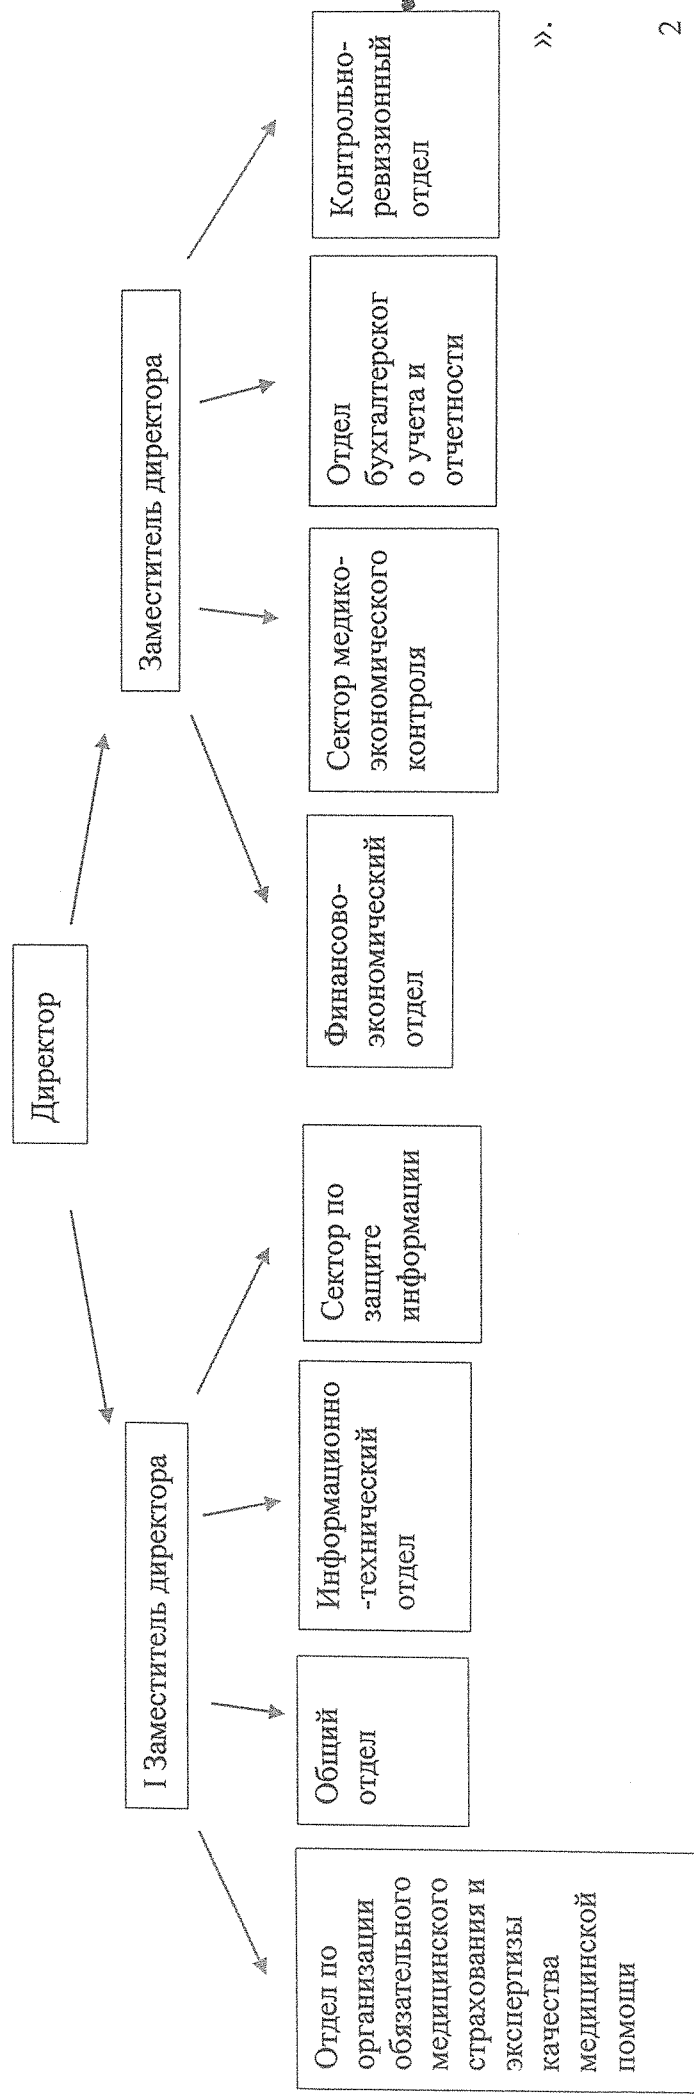 Директор
I Заместитель директора
Заместитель директора
Отдел по
организации
обязательного
медицинского
страхования и
экспертизы
качества
медицинской
помощи
Общий
отдел
Информационно
-технический
отдел
Сектор по
защите
информации
Финансово-
экономический
отдел
Сектор медико-
экономического
контроля
Отдел
бухгалтерског
о учета и
отчетности
Контрольно-
ревизионный
отдел
».
2